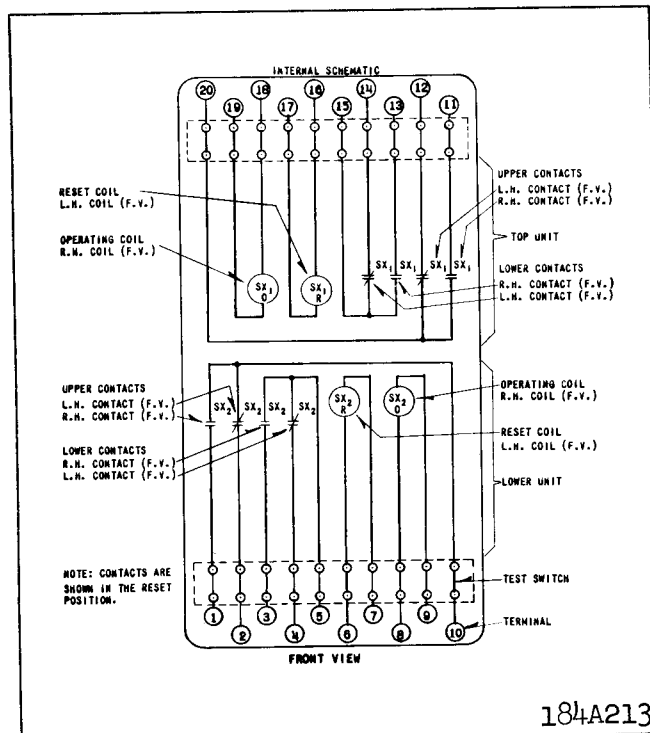 INTERNAL SCHEMATIC
20 18 16 14 12
19 17 15 13 11
RESET COIL
L.H. COIL (F.V.)
OPERATING COIL
R.H. COIL (F.V.)
SX1
O
SX1
R
SX1 SX1 SX1 SX1
UPPER CONTACTS
L.H. CONTACT (F.V.)
R.H. CONTACT (F.V.)
TOP UNIT
LOWER CONTACTS
R.H. CONTACT (F.V.)
L.H. CONTACT (F.V.)
UPPER CONTACTS
L.H. CONTACT (F.V.)
R.H. CONTACT (F.V.)
LOWER CONTACTS
R.H. CONTACT (F.V.)
L.H. CONTACT (F.V.)
SX2 SX2 SX2 SX2
SX2
R
SX2
O
OPERATING COIL
R.H. COIL (F.V.)
RESET COIL
L.H. COIL (F.V.)
LOWER UNIT
NOTE: CONTACTS ARE
SHOWN IN THE RESET
POSITION.
TEST SWITCH
1 3 5 7 9
2 4 6 8 10
TERMINAL
FRONT VIEW
184A213